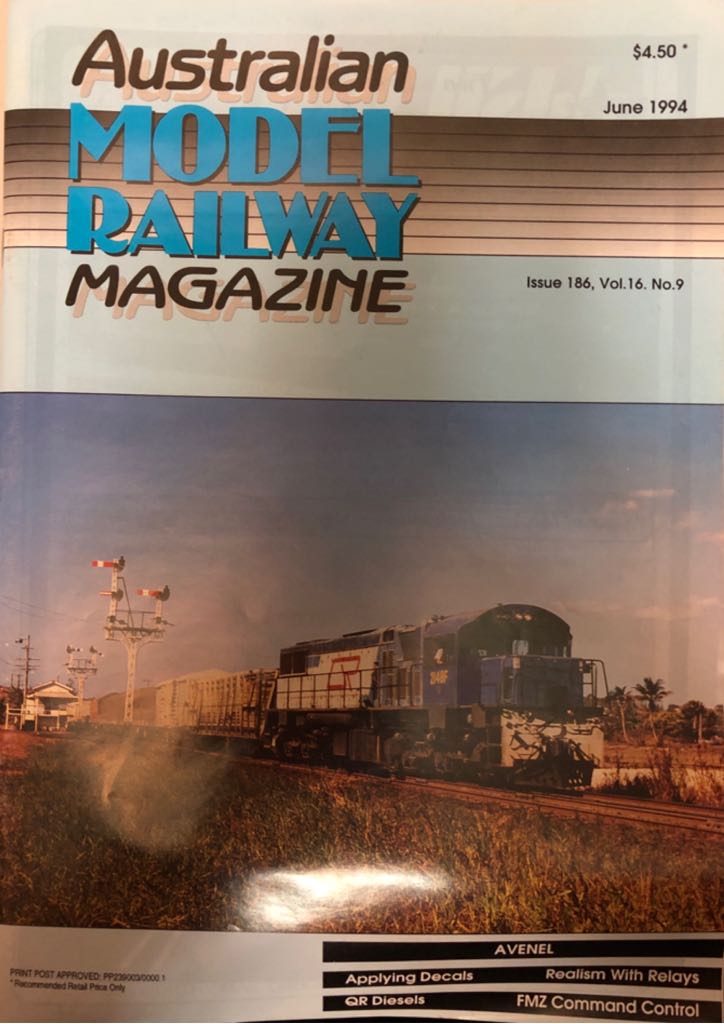 Australian
$4.50 *
June 1994
MODEL
RAILWAY
MAGAZINE
Issue 186, Vol.16. No.9
AVENEL
PRINT POST APPROVED: PP239003/0000 1
* Recommended Retail Price Only
Applying Decals
Realism With Relays
QR Diesels
FMZ Command Control